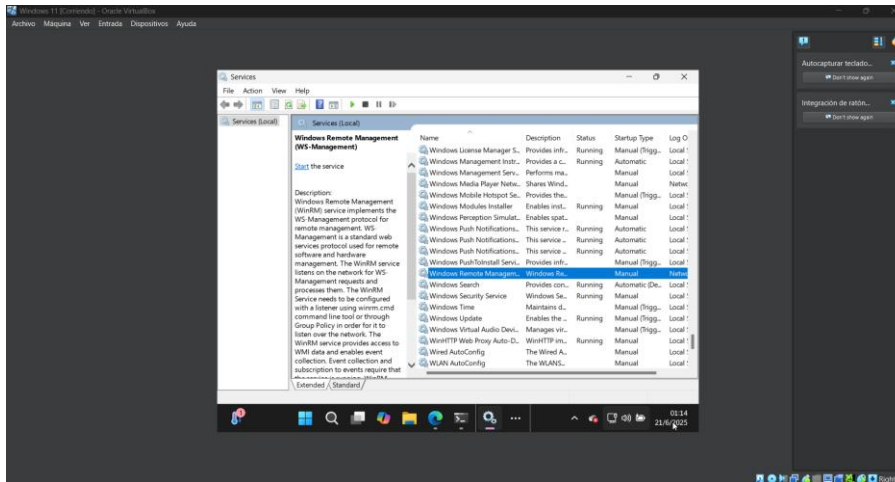 Windows 11 [Corriendo] - Oracle VirtualBox
Archivo Máquina Ver Entrada Dispositivos Ayuda
Autocapturar teclado...
Don't show again
Integración de ratón...
Don't show again
Services
File Action View Help
Services (Local)
Services (Local)
Windows Remote Management
(WS-Management)
Start the service
Description:
Windows Remote Management
(WinRM) service implements the
WS-Management protocol for
remote management. WS-
Management is a standard web
services protocol used for remote
software and hardware
management. The WinRM service
listens on the network for WS-
Management requests and
processes them. The WinRM
Service needs to be configured
with a listener using winrm.cmd
command line tool or through
Group Policy in order for it to
listen over the network. The
WinRM service provides access to
WMI data and enables event
collection. Event collection and
subscription to events require that
Name Description Status Startup Type Log O
Windows License Manager S... Provides infr... Running Manual (Trigg... Local
Windows Management Instr... Provides a c... Running Automatic Local
Windows Management Serv... Performs ma... Manual Local
Windows Media Player Netw... Shares Wind... Manual Netwo
Windows Mobile Hotspot Se... Provides the... Manual (Trigg... Local
Windows Modules Installer Enables inst... Running Manual Local
Windows Perception Simulat... Enables spat... Manual Local
Windows Push Notifications... This service r... Running Automatic Local
Windows Push Notifications... This service ... Running Automatic Local
Windows Push Notifications... This service ... Running Automatic Local
Windows PushToInstall Servi... Provides infr... Manual (Trigg... Local
Windows Remote Managem... Windows Re... Manual Netwo
Windows Search Provides con... Running Automatic (De... Local
Windows Security Service Windows Se... Running Manual Local
Windows Time Maintains d... Manual (Trigg... Local
Windows Update Enables the ... Running Manual (Trigg... Local
Windows Virtual Audio Devi... Manages vir... Manual (Trigg... Local
WinHTTP Web Proxy Auto-D... WinHTTP im... Running Manual Local
Wired AutoConfig The Wired A... Manual Local
WLAN AutoConfig The WLANS... Manual Local
Extended Standard
01:14
21/6/2025